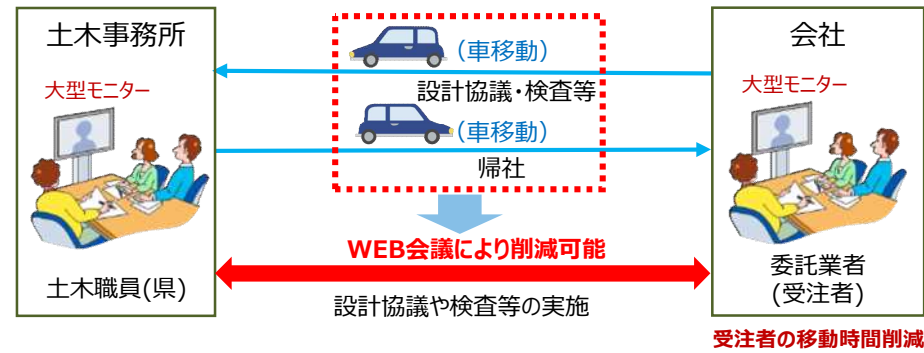 土木事務所
大型モニター
土木職員(県)
(車移動)
設計協議・検査等
(車移動)
帰社
WEB会議により削減可能
設計協議や検査等の実施
会社
大型モニター
委託業者
(受注者)
受注者の移動時間削減